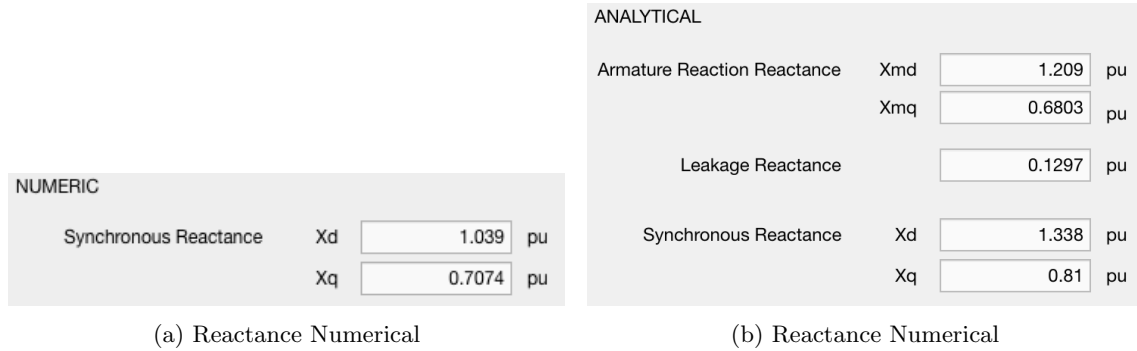 NUMERIC
Synchronous Reactance Xd 1.039 pu
Xq 0.7074 pu
(a) Reactance Numerical
ANALYTICAL
Armature Reaction Reactance Xmd 1.209 pu
Xmq 0.6803 pu
Leakage Reactance 0.1297 pu
Synchronous Reactance Xd 1.338 pu
Xq 0.81 pu
(b) Reactance Numerical